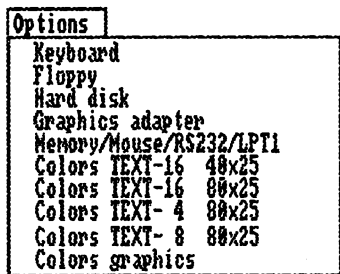 Options
Keyboard
Floppy
Hard disk
Graphics adapter
Memory/Mouse/RS232/LPT1
Colors TEXT-16 40x25
Colors TEXT-16 80x25
Colors TEXT- 4 80x25
Colors TEXT- 8 80x25
Colors graphics